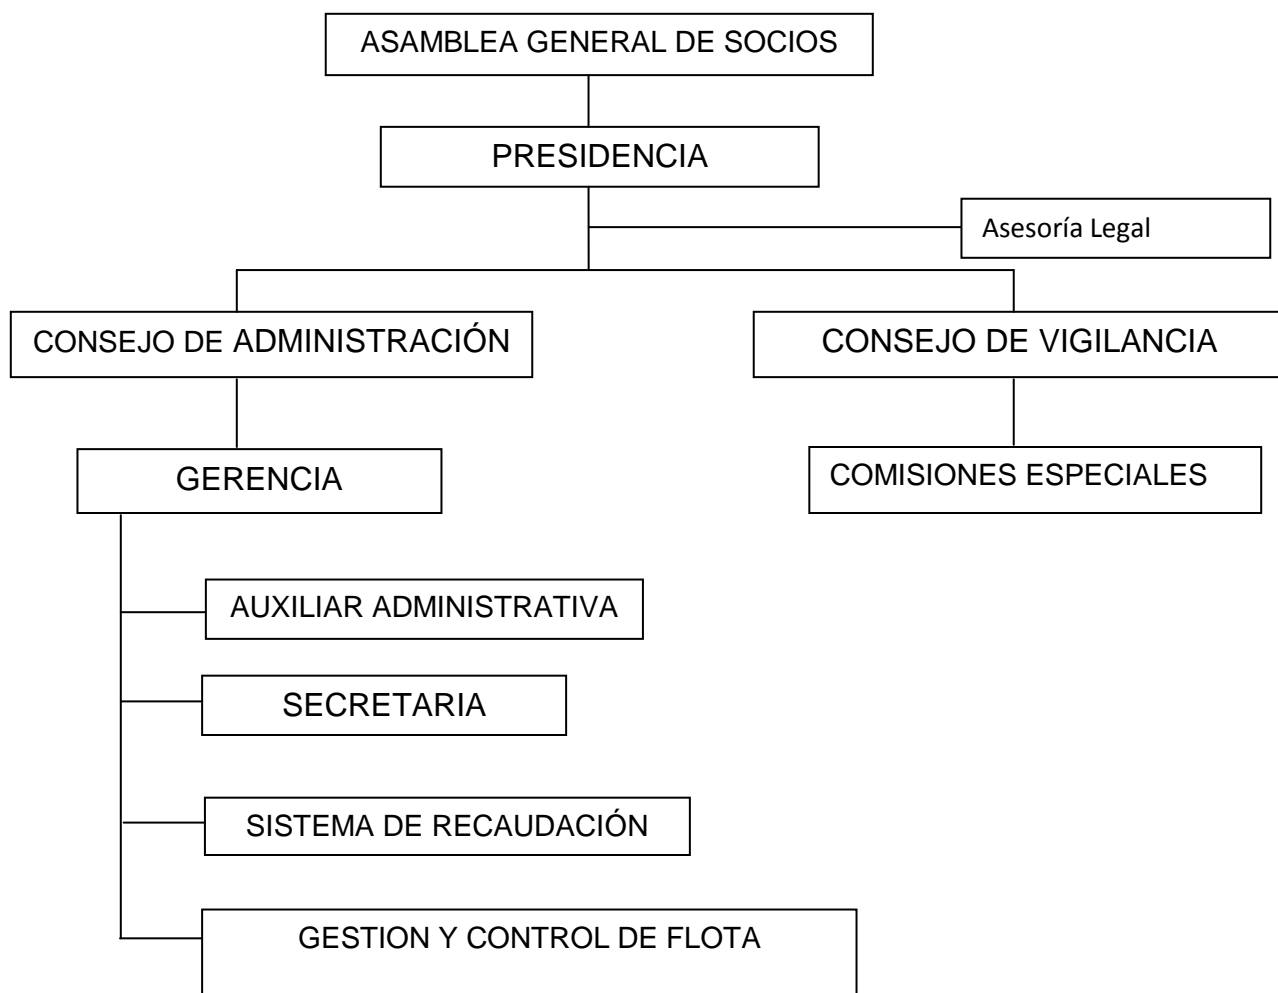 ASAMBLEA GENERAL DE SOCIOS
PRESIDENCIA
Asesoría Legal
CONSEJO DE ADMINISTRACIÓN
CONSEJO DE VIGILANCIA
GERENCIA
COMISIONES ESPECIALES
AUXILIAR ADMINISTRATIVA
SECRETARIA
SISTEMA DE RECAUDACIÓN
GESTION Y CONTROL DE FLOTA